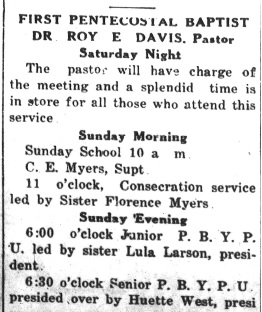 FIRST PENTECOSTAL BAPTIST
DR ROY E DAVIS. Pastor
Saturday Night
The pastor will have charge of
the meeting and a splendid time is
in store for all those who attend this
service
Sunday Morning
Sunday School 10 a m
C. E. Myers, Supt
11 o'clock, Consecration service
led by Sister Florence Myers
Sunday Evening
6:00 o'clock Junior P. B. Y. P
U. led by sister Lula Larson, presi-
dent.
6:30 o'clock Senior P. B. Y. P. U.
presided over by Huette West, presi